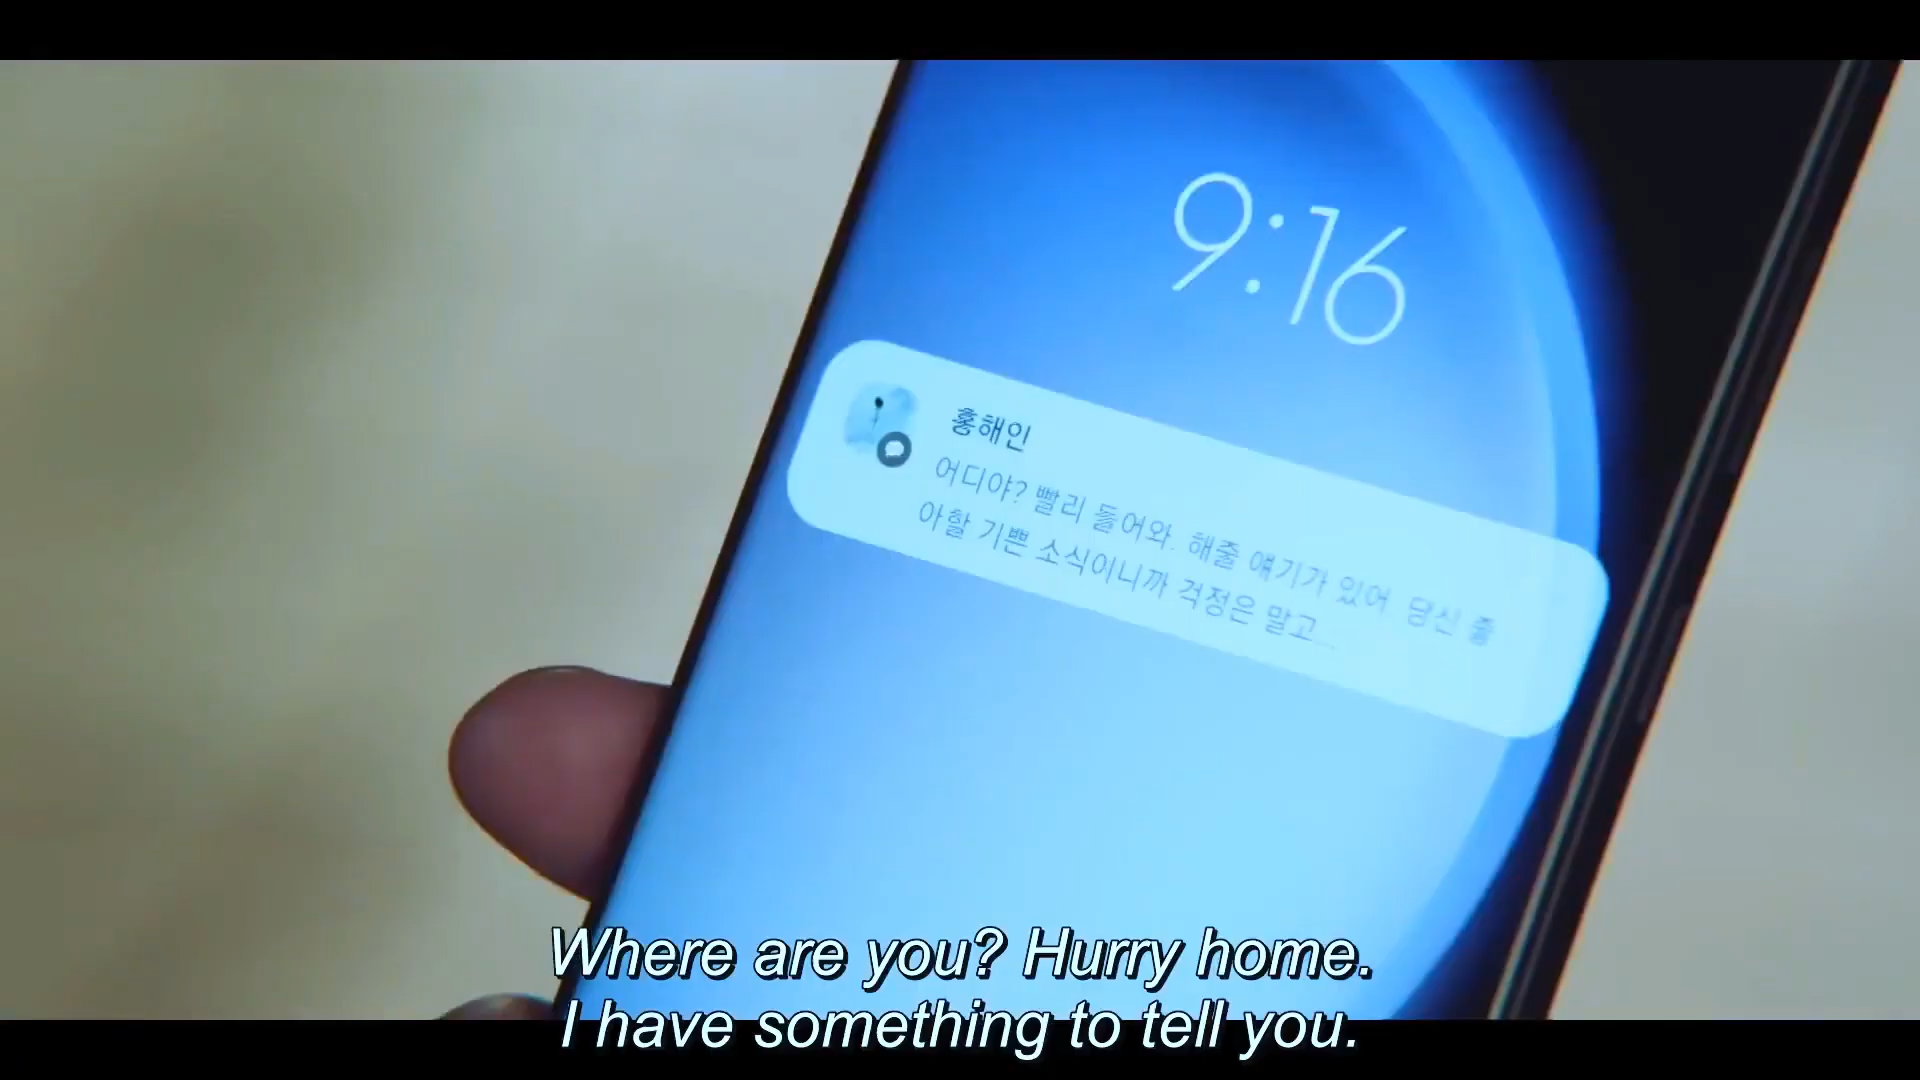 9:16
홍해인
어디야? 빨리 들어와. 해줄 얘기가 있어 당신 좋
아할 기쁜 소식이니까 걱정은 말고...
Where are you? Hurry home.
I have something to tell you.